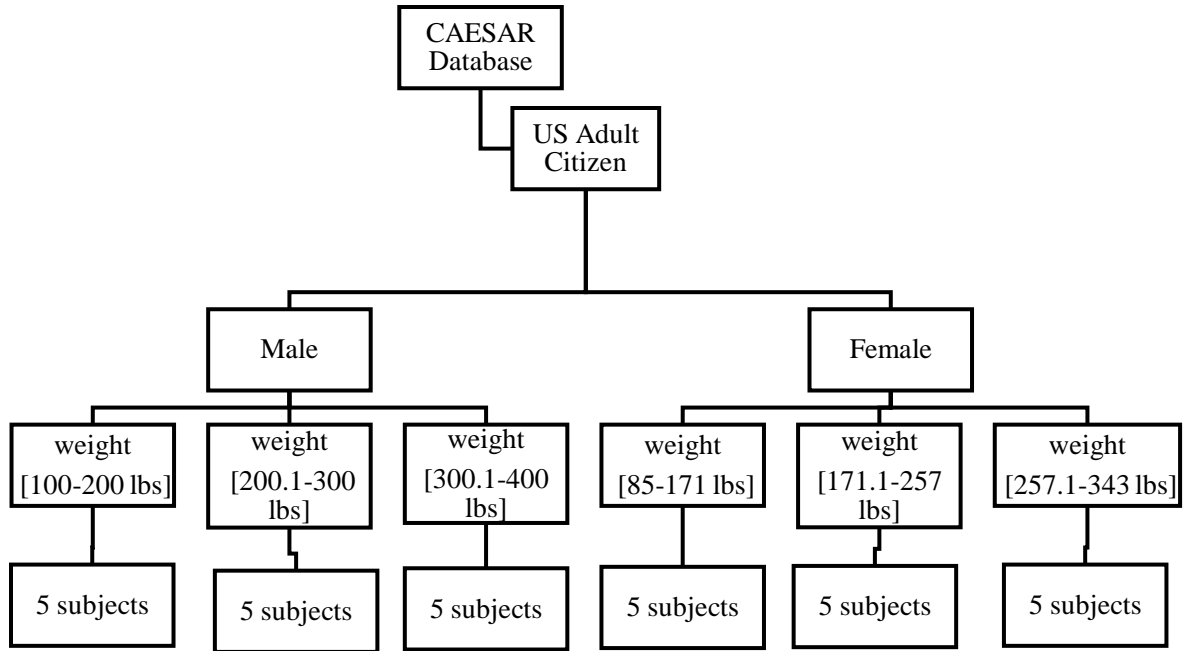 CAESAR
Database
US Adult
Citizen
Male
Female
weight
[100-200 lbs]
weight
[200.1-300
lbs]
weight
[300.1-400
lbs]
weight
[85-171 lbs]
weight
[171.1-257
lbs]
weight
[257.1-343 lbs]
5 subjects
5 subjects
5 subjects
5 subjects
5 subjects
5 subjects